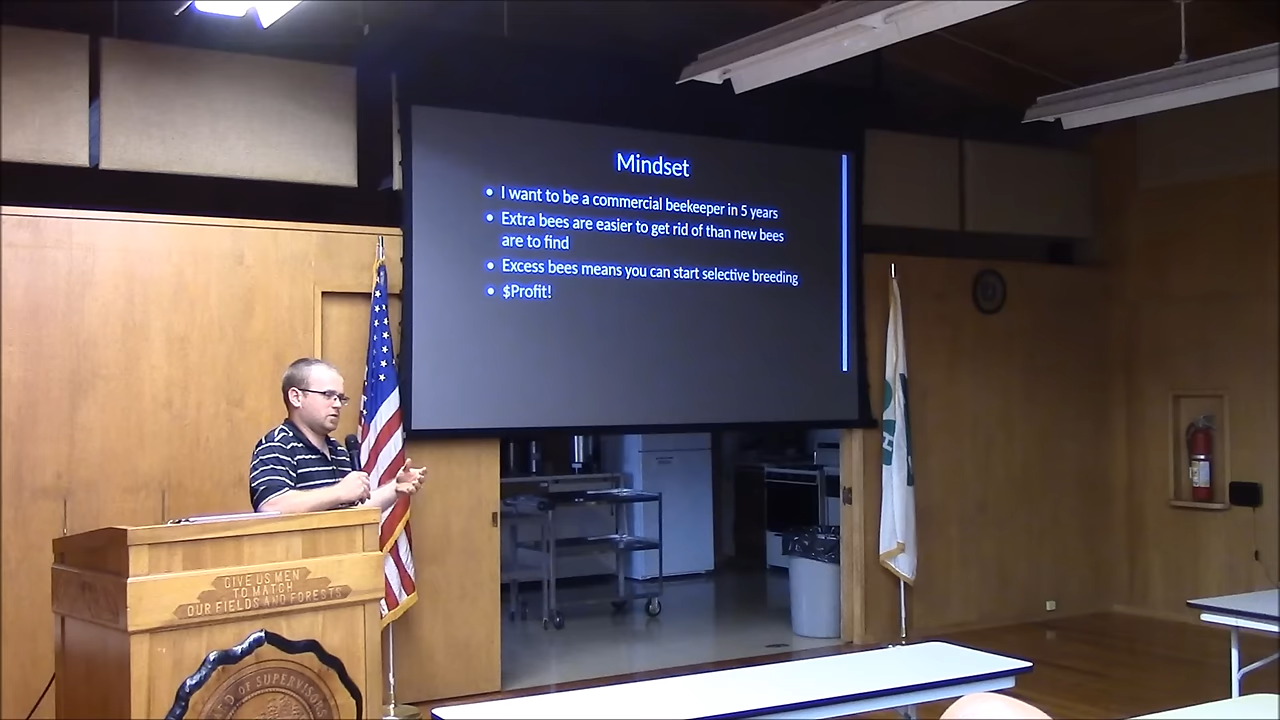 Mindset
• I want to be a commercial beekeeper in 5 years
• Extra bees are easier to get rid of than new bees
are to find
• Excess bees means you can start selective breeding
• $Profit!
GIVE US MEN
TO MATCH
OUR FIELDS AND FORESTS
D OF SUPERVISORS
H